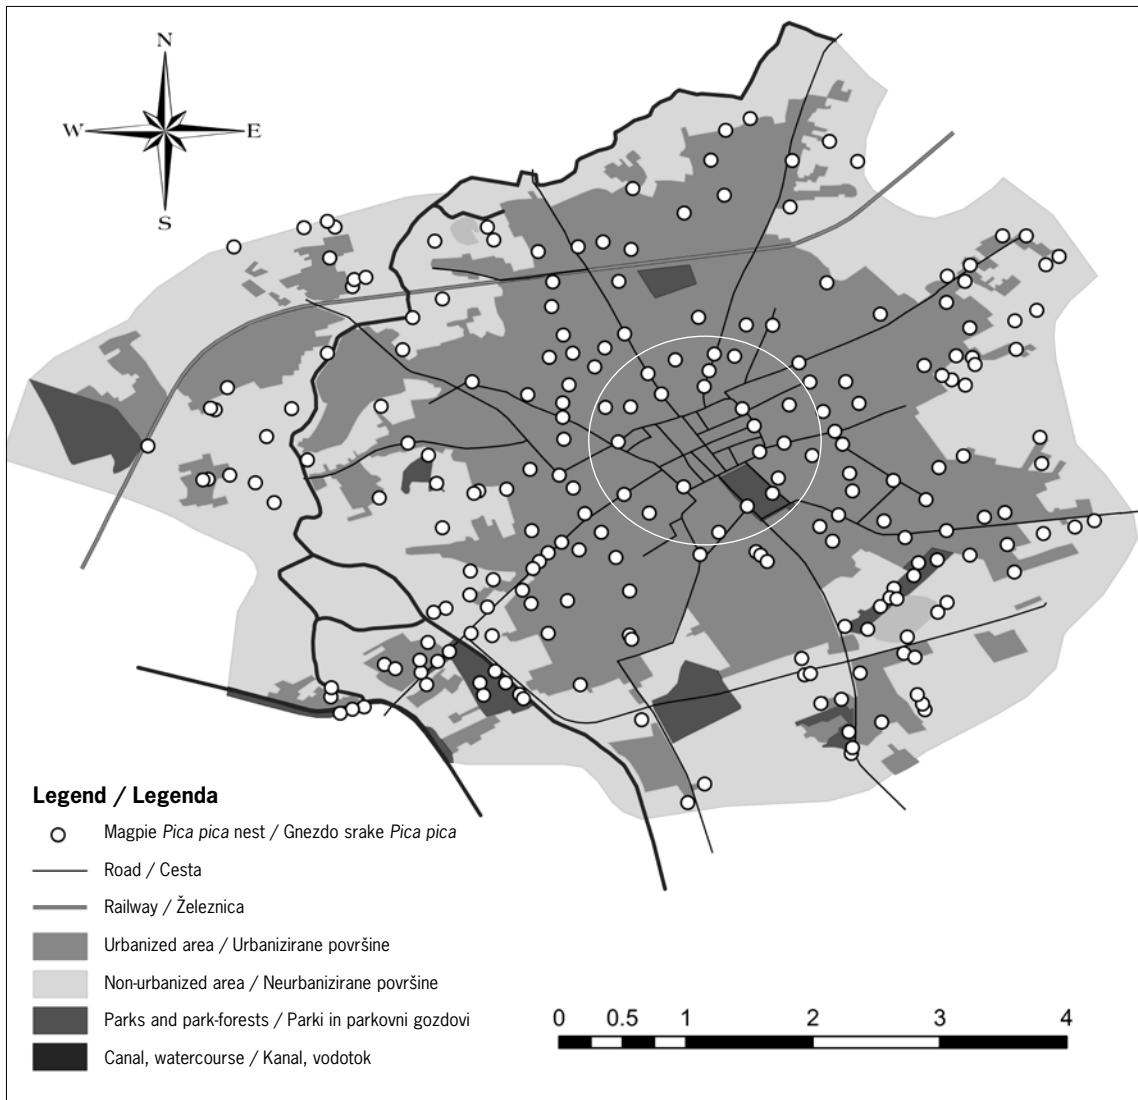 N
W E
S
Legend / Legenda
Magpie Pica pica nest / Gnezdo srake Pica pica
Road / Cesta
Railway / Železnica
Urbanized area / Urbanizirane površine
Non-urbanized area / Neurbanizirane površine
Parks and park-forests / Parki in parkovni gozdovi
Canal, watercourse / Kanal, vodotok
0 0.5 1 2 3 4